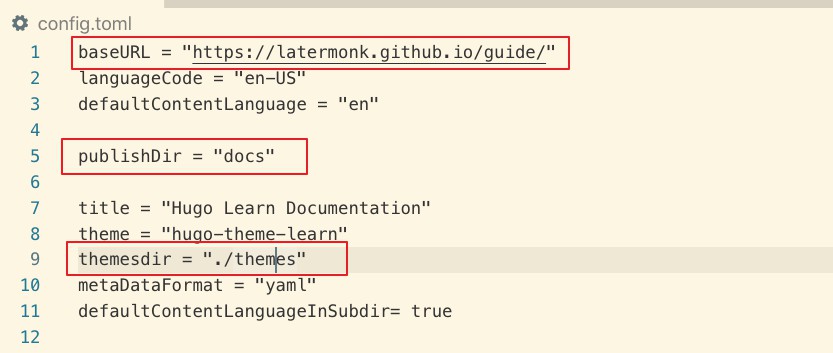 config.toml
1 baseURL = "https://latermonk.github.io/guide/"
2 languageCode = "en-US"
3 defaultContentLanguage = "en"
4
5 publishDir = "docs"
6
7 title = "Hugo Learn Documentation"
8 theme = "hugo-theme-learn"
9 themesdir = "./themes"
10 metaDataFormat = "yaml"
11 defaultContentLanguageInSubdir= true
12